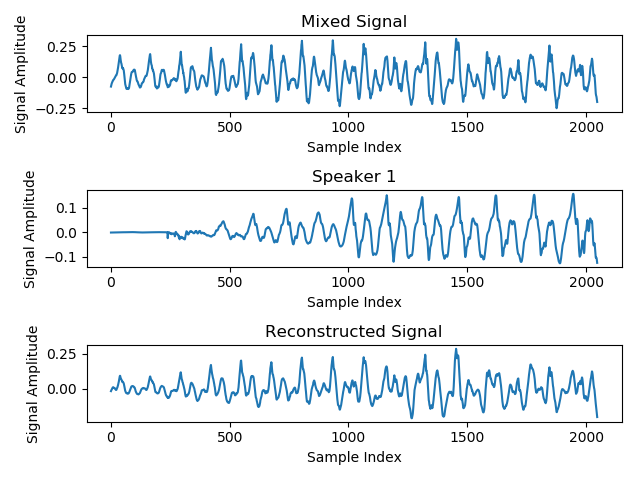 Mixed Signal
Signal Amplitude
0.25
0.00
−0.25
0 500 1000 1500 2000
Sample Index
Speaker 1
Signal Amplitude
0.1
0.0
−0.1
0 500 1000 1500 2000
Sample Index
Reconstructed Signal
Signal Amplitude
0.25
0.00
0 500 1000 1500 2000
Sample Index